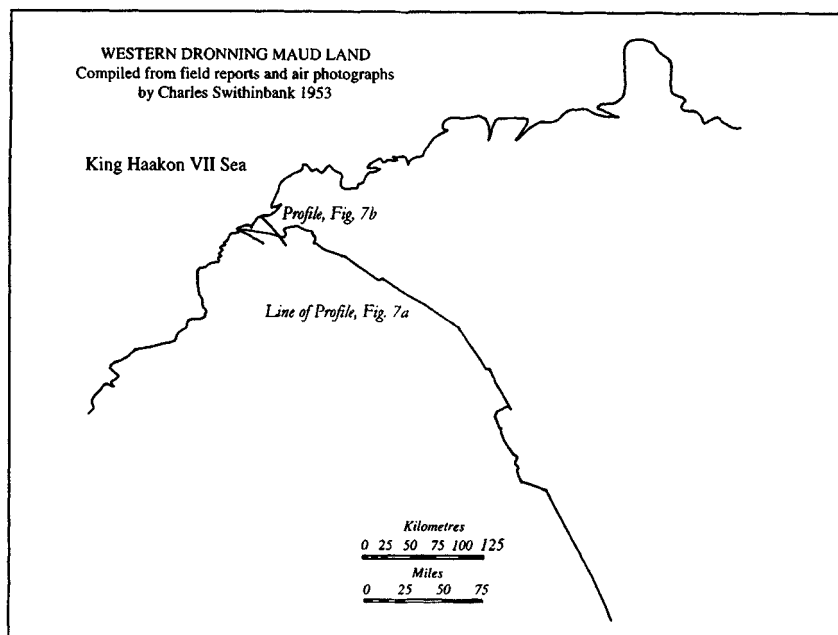 WESTERN DRONNING MAUD LAND
Compiled from field reports and air photographs
by Charles Swithinbank 1953
King Haakon VII Sea
Profile, Fig, 7b
Line of Profile, Fig. 7a
Kilometres
0 25 50 75 100 125
Miles
0 25 50 75